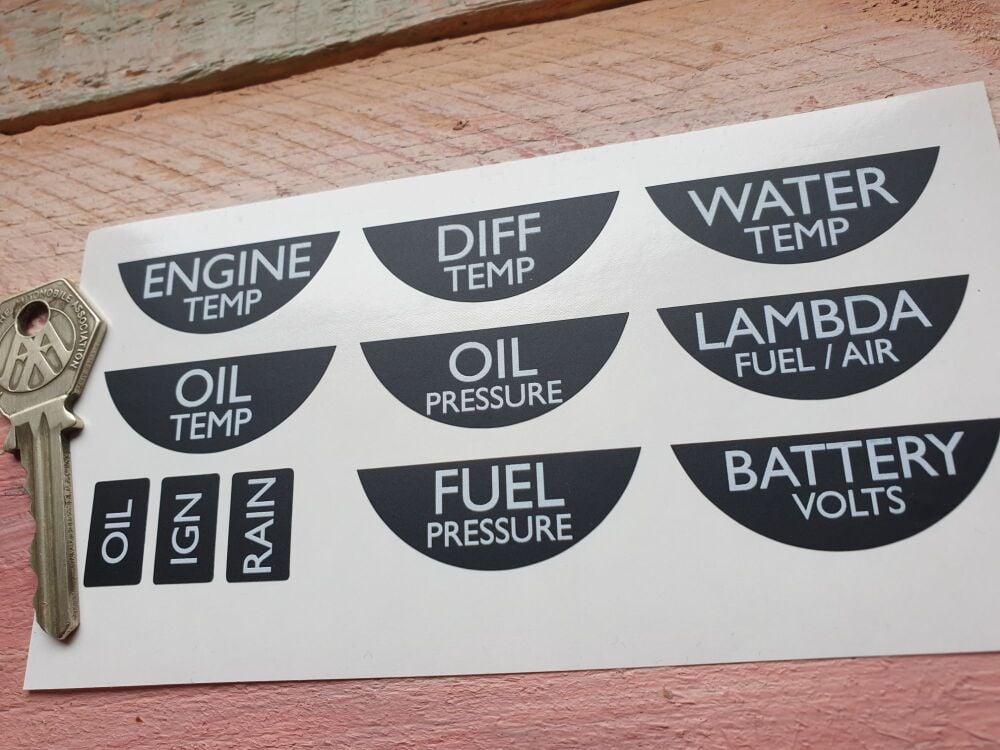 ENGINE
TEMP
DIFF
TEMP
WATER
TEMP
OIL
TEMP
OIL
PRESSURE
LAMBDA
FUEL / AIR
OIL
IGN
RAIN
FUEL
PRESSURE
BATTERY
VOLTS
AUTOMOBILE ASSOCIATION
AA